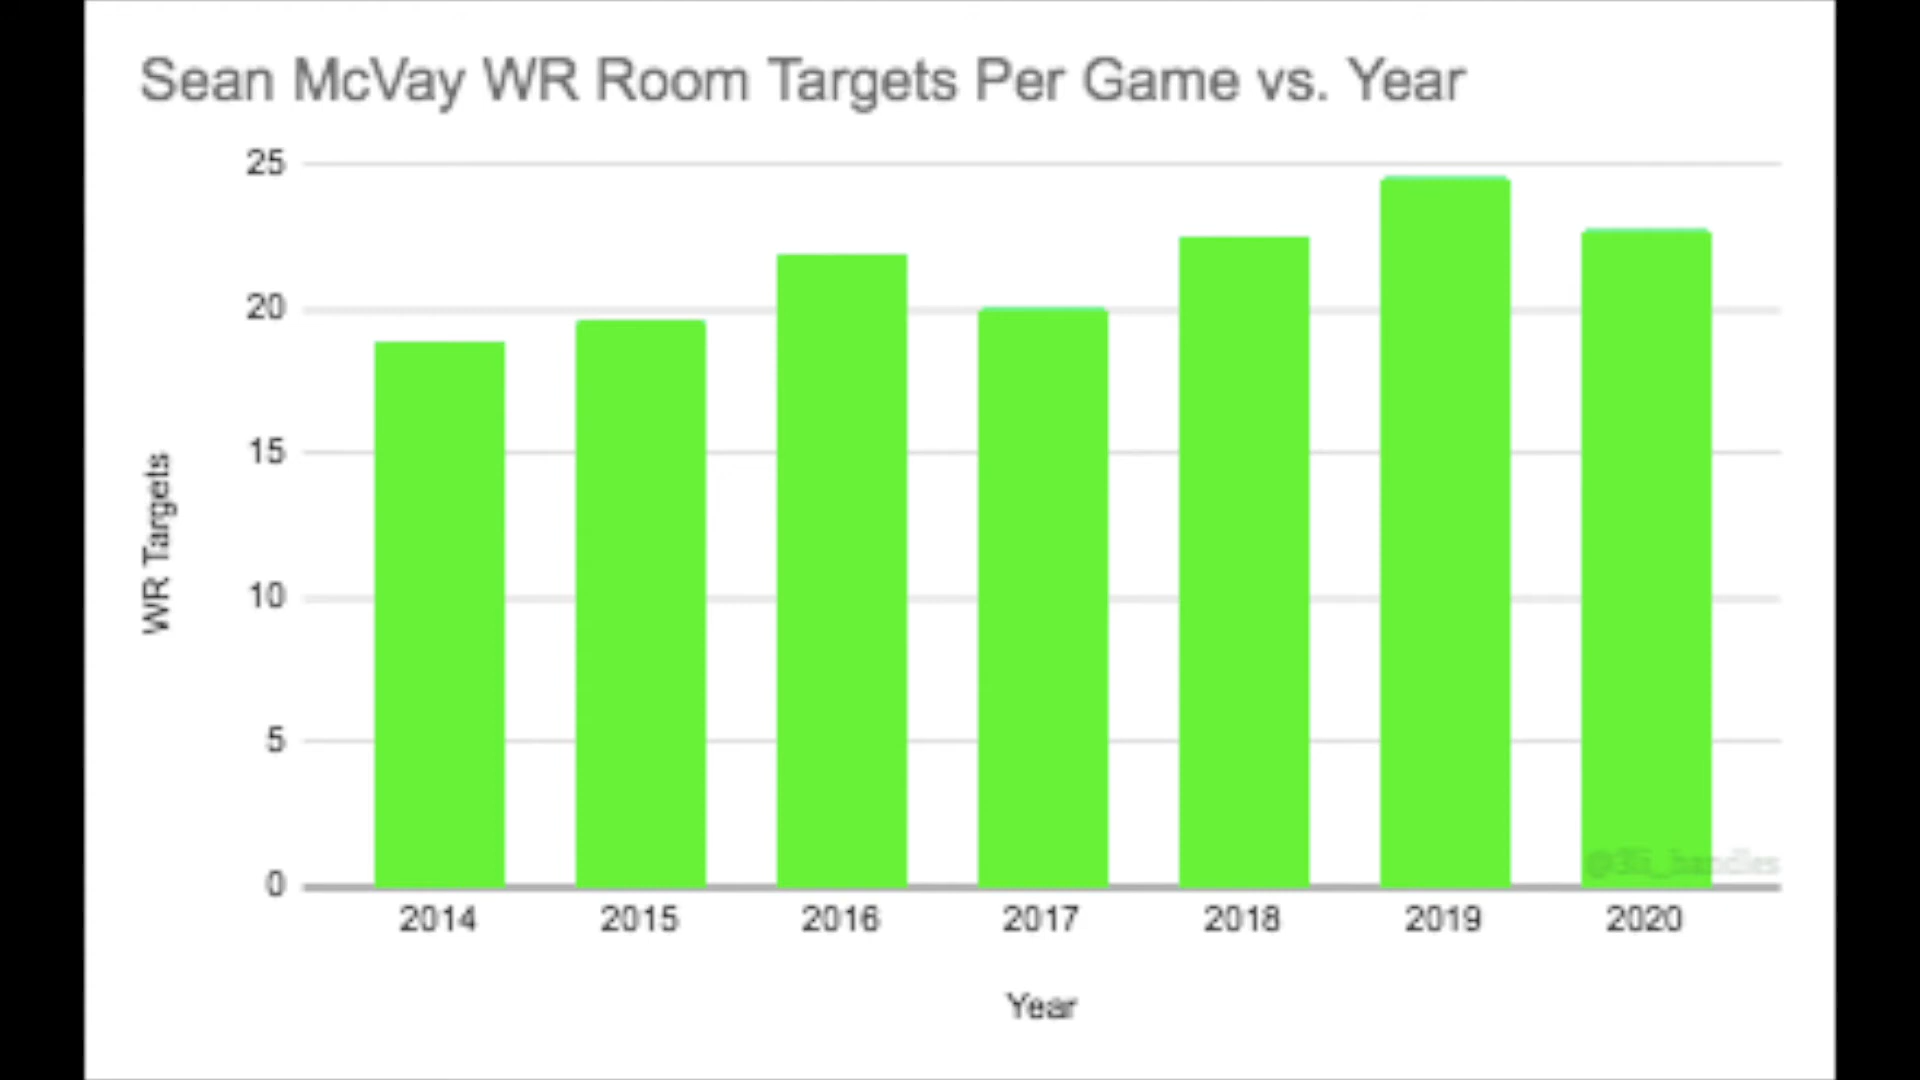 Sean McVay WR Room Targets Per Game vs. Year
25
20
15
10
5
0
WR Targets
2014 2015 2016 2017 2018 2019 2020
Year